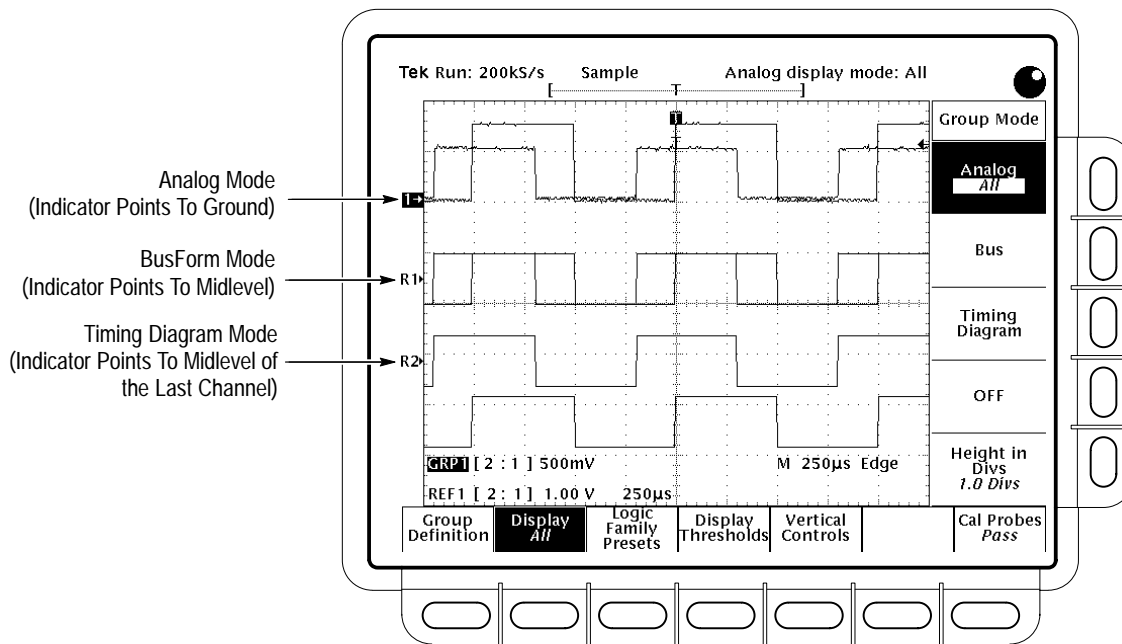 Tek Run: 200kS/s Sample Analog display mode: All
T
Analog Mode
(Indicator Points To Ground)
1
BusForm Mode
(Indicator Points To Midlevel)
R1
Timing Diagram Mode
(Indicator Points To Midlevel of
the Last Channel)
R2
GRP1 [ 2 : 1 ] 500mV M 250µs Edge
REF1 [ 2 : 1 ] 1.00 V 250µs
Group Mode
Analog
All
Bus
Timing
Diagram
OFF
Height in
Divs
1.0 Divs
Group
Definition
Display
All
Logic
Family
Presets
Display
Thresholds
Vertical
Controls
Cal Probes
Pass